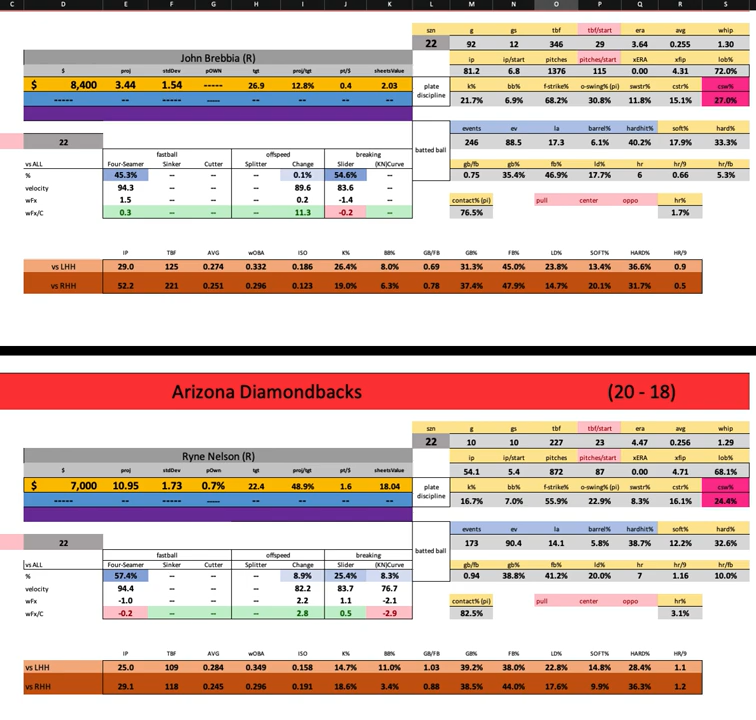 C D E F G H I J K L M N O P Q R S
szn g gs tbf tbf/start era avg whip
22 92 12 346 29 3.64 0.255 1.30
John Brebbia (R) ip ip/start pitches pitches/start xERA xfip lob%
$ proj stdDev pOWN tgt proj/tgt pt/$ sheetsValue 81.2 6.8 1376 115 0.00 4.31 72.0%
$ 8,400 3.44 1.54 ----- 26.9 12.8% 0.4 2.03 plate discipline k% bb% f-strike% o-swing% (pi) swstr% cstr% csw%
----- -- -- ___ -- -- -- -- 21.7% 6.9% 68.2% 30.8% 11.8% 15.1% 27.0%
events ev la barrel% hardhit% soft% hard%
22 batted ball 246 88.5 17.3 6.1% 40.2% 17.9% 33.3%
fastball offspeed breaking
vs ALL Four-Seamer Sinker Cutter Splitter Change Slider (KN)Curve gb/fb gb% fb% ld% hr hr/9 hr/fb
% 45.3% -- -- -- 0.1% 54.6% -- 0.75 35.4% 46.9% 17.7% 6 0.66 5.3%
velocity 94.3 -- -- -- 89.6 83.6 --
wFx 1.5 -- -- -- 0.2 -1.4 -- contact% (pi) pull center oppo hr%
wFx/C 0.3 -- -- -- 11.3 -0.2 -- 76.5% 1.7%
IP TBF AVG wOBA ISO K% BB% GB/FB GB% FB% LD% SOFT% HARD% HR/9
vs LHH 29.0 125 0.274 0.332 0.186 26.4% 8.0% 0.69 31.3% 45.0% 23.8% 13.4% 36.6% 0.9
vs RHH 52.2 221 0.251 0.296 0.123 19.0% 6.3% 0.78 37.4% 47.9% 14.7% 20.1% 31.7% 0.5
Arizona Diamondbacks (20 - 18)
szn g gs tbf tbf/start era avg whip
22 10 10 227 23 4.47 0.256 1.29
Ryne Nelson (R) ip ip/start pitches pitches/start xERA xfip lob%
$ proj stdDev pOwn tgt proj/tgt pt/$ sheetsValue 54.1 5.4 872 87 0.00 4.71 68.1%
$ 7,000 10.95 1.73 0.7% 22.4 48.9% 1.6 18.04 plate discipline k% bb% f-strike% o-swing% (pi) swstr% cstr% csw%
----- -- -- ___ -- -- -- -- 16.7% 7.0% 55.9% 22.9% 8.3% 16.1% 24.4%
events ev la barrel% hardhit% soft% hard%
22 batted ball 173 90.4 14.1 5.8% 38.7% 12.2% 32.6%
fastball offspeed breaking
vs ALL Four-Seamer Sinker Cutter Splitter Change Slider (KN)Curve gb/fb gb% fb% ld% hr hr/9 hr/fb
% 57.4% -- -- -- 8.9% 25.4% 8.3% 0.94 38.8% 41.2% 20.0% 7 1.16 10.0%
velocity 94.4 -- -- -- 82.2 83.7 76.7
wFx -1.0 -- -- -- 2.2 1.1 -2.1 contact% (pi) pull center oppo hr%
wFx/C -0.2 -- -- -- 2.8 0.5 -2.9 82.5% 3.1%
IP TBF AVG wOBA ISO K% BB% GB/FB GB% FB% LD% SOFT% HARD% HR/9
vs LHH 25.0 109 0.284 0.349 0.158 14.7% 11.0% 1.03 39.2% 38.0% 22.8% 14.8% 28.4% 1.1
vs RHH 29.1 118 0.245 0.296 0.191 18.6% 3.4% 0.88 38.5% 44.0% 17.6% 9.9% 36.3% 1.2